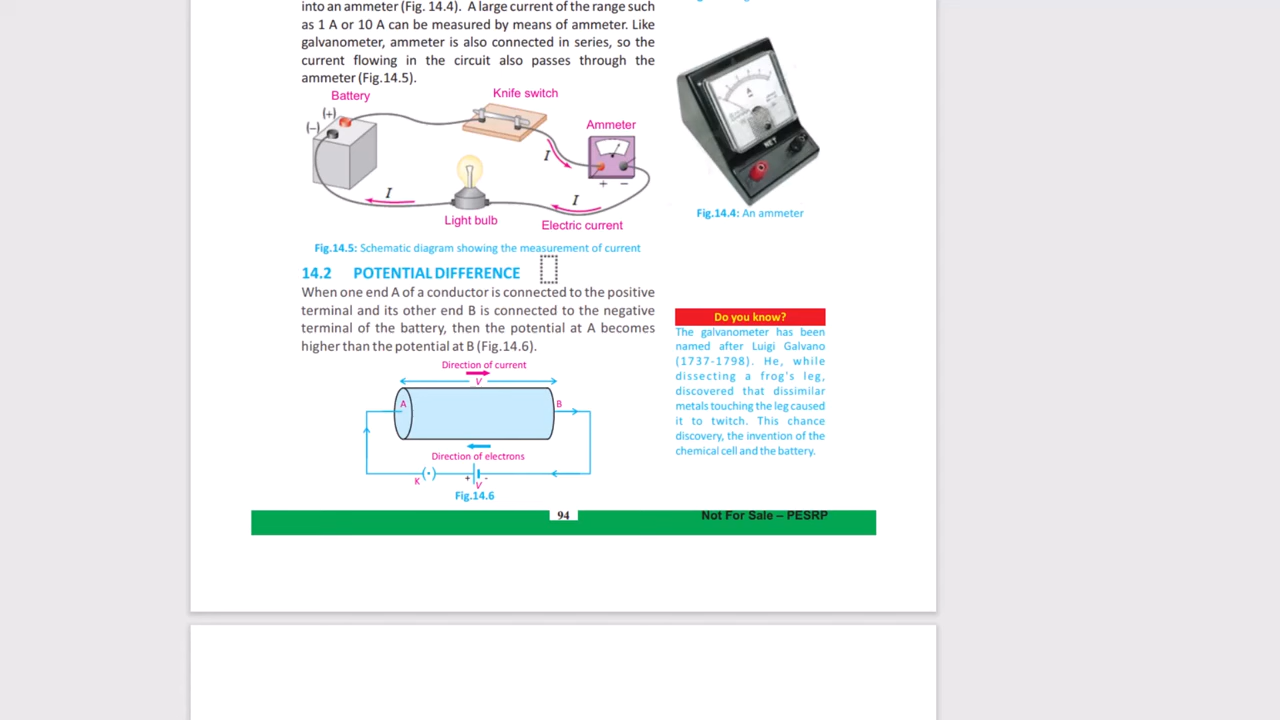 into an ammeter (Fig. 14.4). A large current of the range such
as 1 A or 10 A can be measured by means of ammeter. Like
galvanometer, ammeter is also connected in series, so the
current flowing in the circuit also passes through the
ammeter (Fig.14.5).
Battery
Knife switch
(+)
(−)
Ammeter
I
+ −
I
I
Light bulb
Electric current
Fig.14.5: Schematic diagram showing the measurement of current
A
NET
Fig.14.4: An ammeter
14.2 POTENTIAL DIFFERENCE
When one end A of a conductor is connected to the positive
terminal and its other end B is connected to the negative
terminal of the battery, then the potential at A becomes
higher than the potential at B (Fig.14.6).
Direction of current
V
A
B
Direction of electrons
K
(·)
+ -
V
Fig.14.6
Do you know?
The galvanometer has been
named after Luigi Galvano
(1737-1798). He, while
dissecting a frog's leg,
discovered that dissimilar
metals touching the leg caused
it to twitch. This chance
discovery, the invention of the
chemical cell and the battery.
94
Not For Sale – PESRP